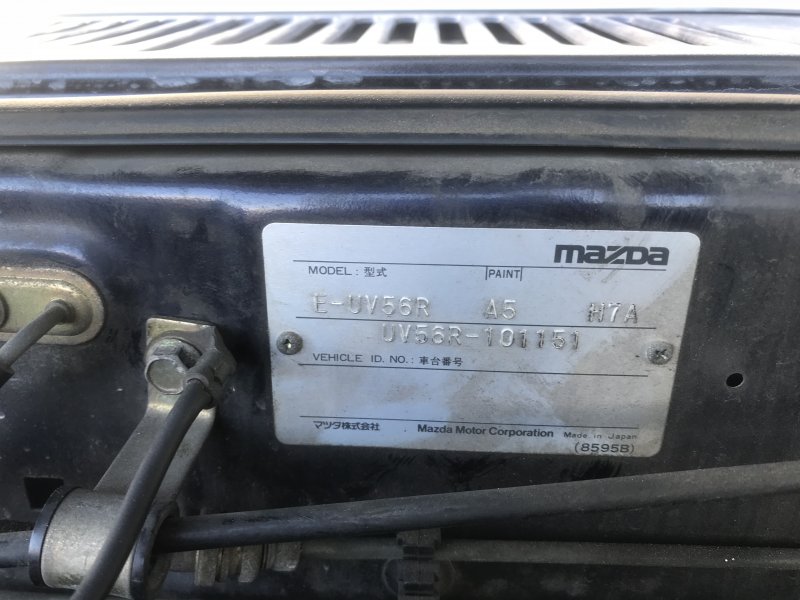 mazda
MODEL : 型式 PAINT
E-UV56R A5 H7A
UV56R-101151
VEHICLE ID. NO. : 車台番号
マツダ株式会社 Mazda Motor Corporation Made in Japan
(8595B)